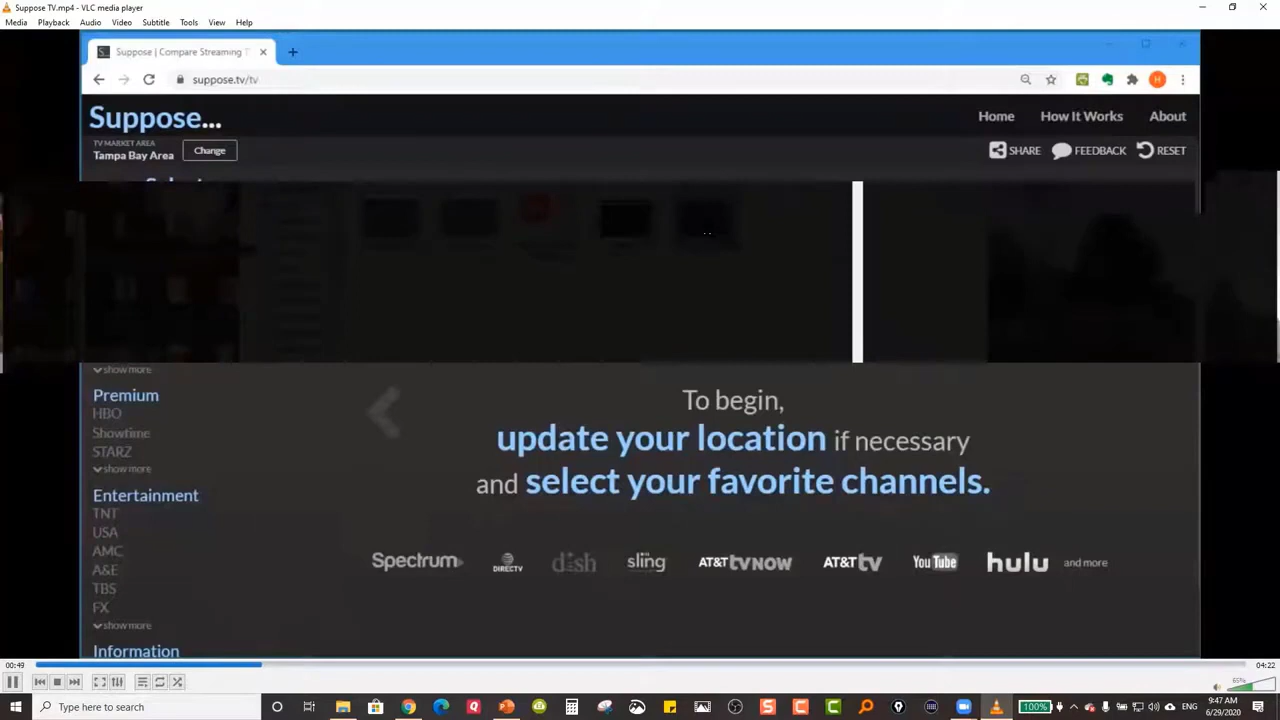 Suppose TV.mp4 - VLC media player
Media Playback Audio Video Subtitle Tools View Help
Suppose | Compare Streaming
suppose.tv/tv
H
Suppose...
Home How It Works About
TV MARKET AREA
Tampa Bay Area
Change
SHARE FEEDBACK RESET
show more
Premium
HBO
Showtime
STARZ
show more
Entertainment
TNT
USA
AMC
A&E
TBS
FX
show more
Information
To begin,
update your location if necessary
and select your favorite channels.
Spectrum DIRECTV dish sling AT&T tv NOW AT&T tv YouTube hulu and more
00:49
04:22
65%
Type here to search
100%
ENG
9:47 AM
6/29/2020